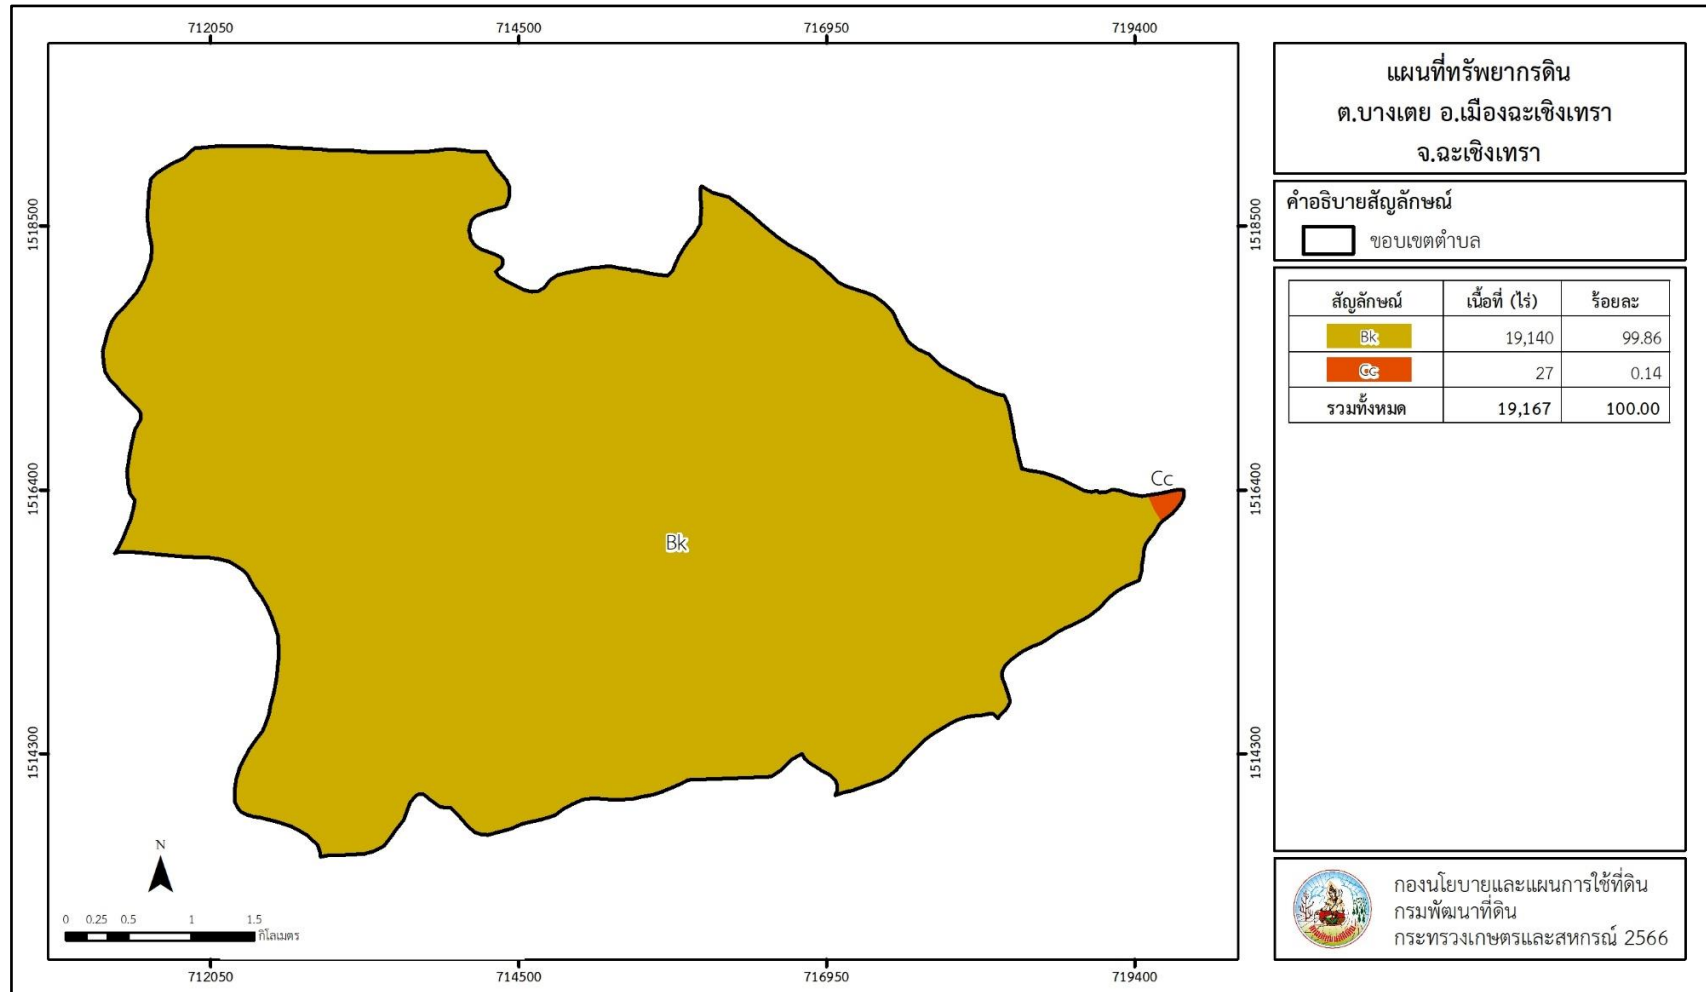 712050 714500 716950 719400
แผนที่ทรัพยากรดิน
ต.บางเตย อ.เมืองฉะเชิงเทรา
จ.ฉะเชิงเทรา
คำอธิบายสัญลักษณ์
ขอบเขตตำบล
สัญลักษณ์ เนื้อที่ (ไร่) ร้อยละ
Bk 19,140 99.86
Cc 27 0.14
รวมทั้งหมด 19,167 100.00
1518500 1518500
1516400 1516400
1514300 1514300
Cc
Bk
N
0 0.25 0.5 1 1.5
กิโลเมตร
712050 714500 716950 719400
กองนโยบายและแผนการใช้ที่ดิน
กรมพัฒนาที่ดิน
กระทรวงเกษตรและสหกรณ์ 2566